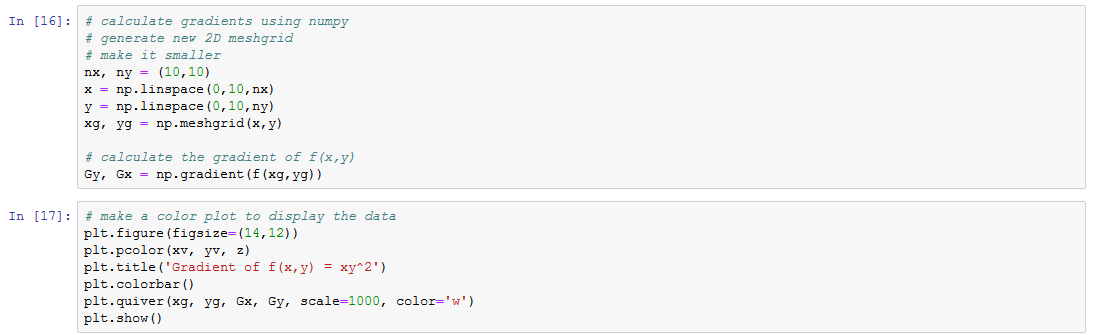 In [16]: # calculate gradients using numpy
# generate new 2D meshgrid
# make it smaller
nx, ny = (10,10)
x = np.linspace(0,10,nx)
y = np.linspace(0,10,ny)
xg, yg = np.meshgrid(x,y)
# calculate the gradient of f(x,y)
Gy, Gx = np.gradient(f(xg,yg))
In [17]: # make a color plot to display the data
plt.figure(figsize=(14,12))
plt.pcolor(xv, yv, z)
plt.title('Gradient of f(x,y) = xy^2')
plt.colorbar()
plt.quiver(xg, yg, Gx, Gy, scale=1000, color='w')
plt.show()